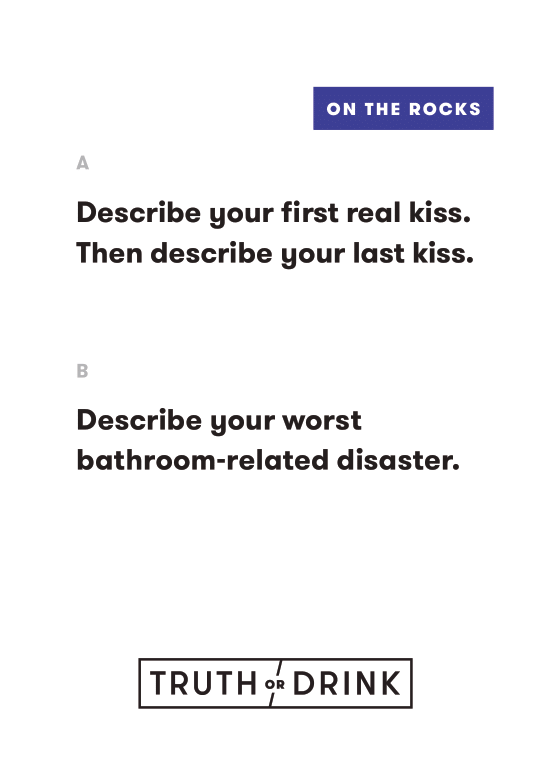 ON THE ROCKS
A
Describe your first real kiss.
Then describe your last kiss.
B
Describe your worst
bathroom-related disaster.
TRUTH OR DRINK